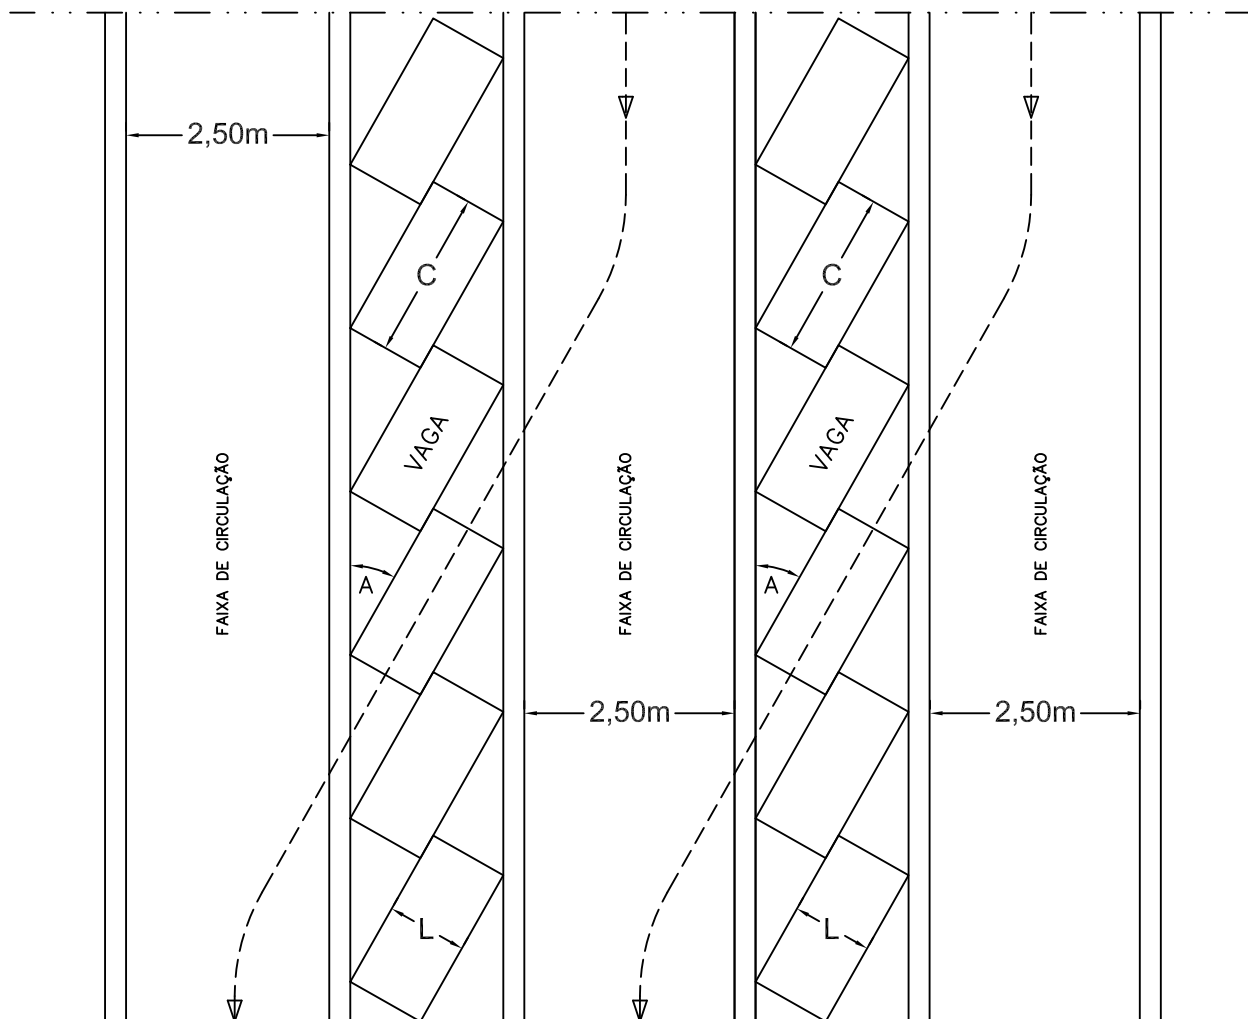 2,50m
C
C
VAGA
VAGA
FAIXA DE CIRCULAÇÃO
FAIXA DE CIRCULAÇÃO
FAIXA DE CIRCULAÇÃO
A
A
2,50m
2,50m
L
L